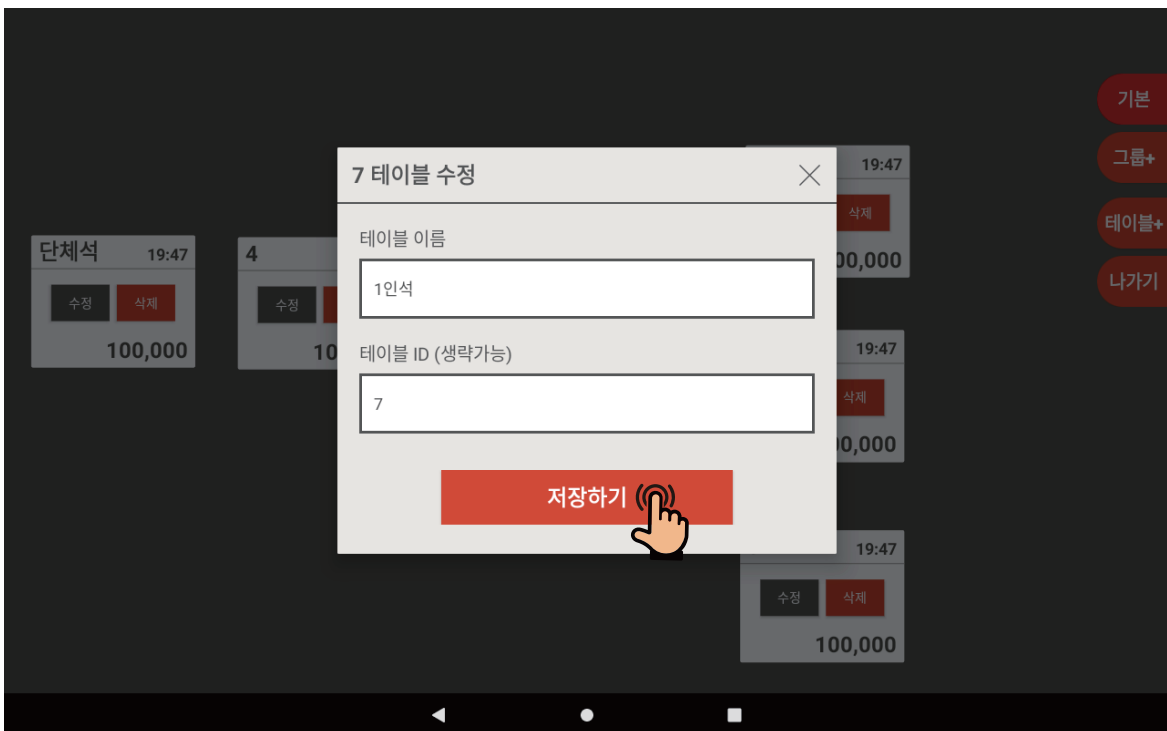 기본
그룹+
테이블+
나가기
단체석 19:47
수정 삭제
100,000
4
수정
10
7 테이블 수정
테이블 이름
1인석
테이블 ID (생략가능)
7
저장하기
19:47
삭제
00,000
19:47
삭제
00,000
19:47
수정 삭제
100,000